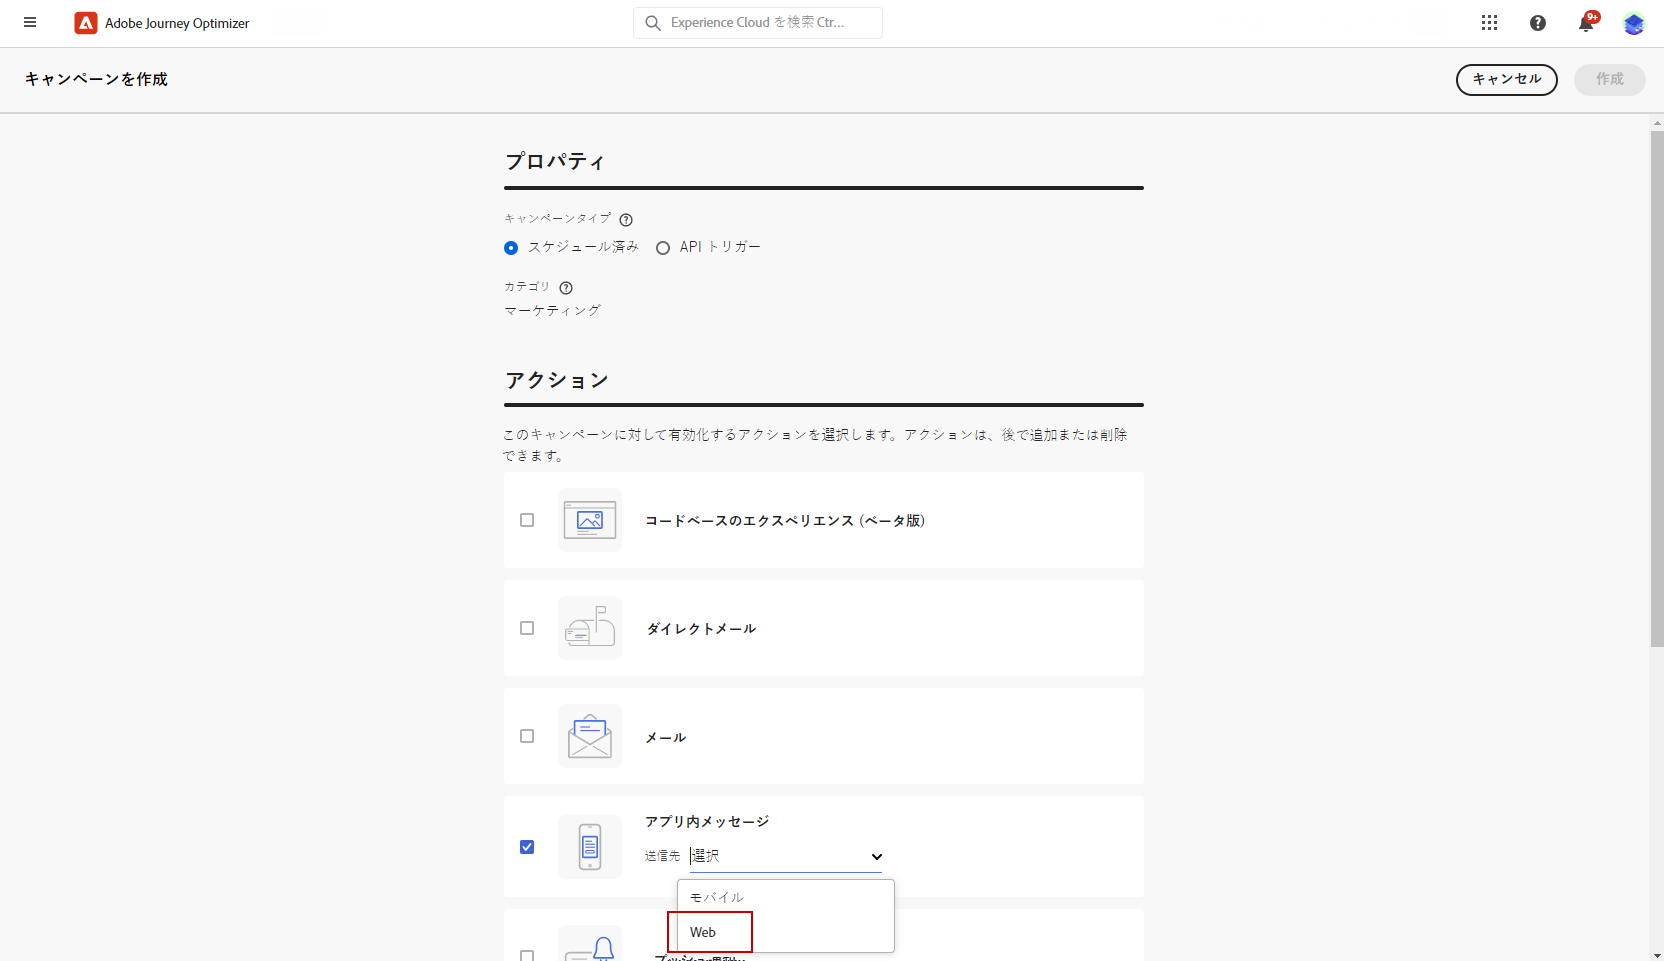 Adobe Journey Optimizer
Experience Cloud を検索 Ctr...
9+
キャンペーンを作成
キャンセル
作成
プロパティ
キャンペーンタイプ
スケジュール済み
API トリガー
カテゴリ
マーケティング
アクション
このキャンペーンに対して有効化するアクションを選択します。アクションは、後で追加または削除
できます。
コードベースのエクスペリエンス (ベータ版)
ダイレクトメール
メール
アプリ内メッセージ
送信先 選択
モバイル
Web